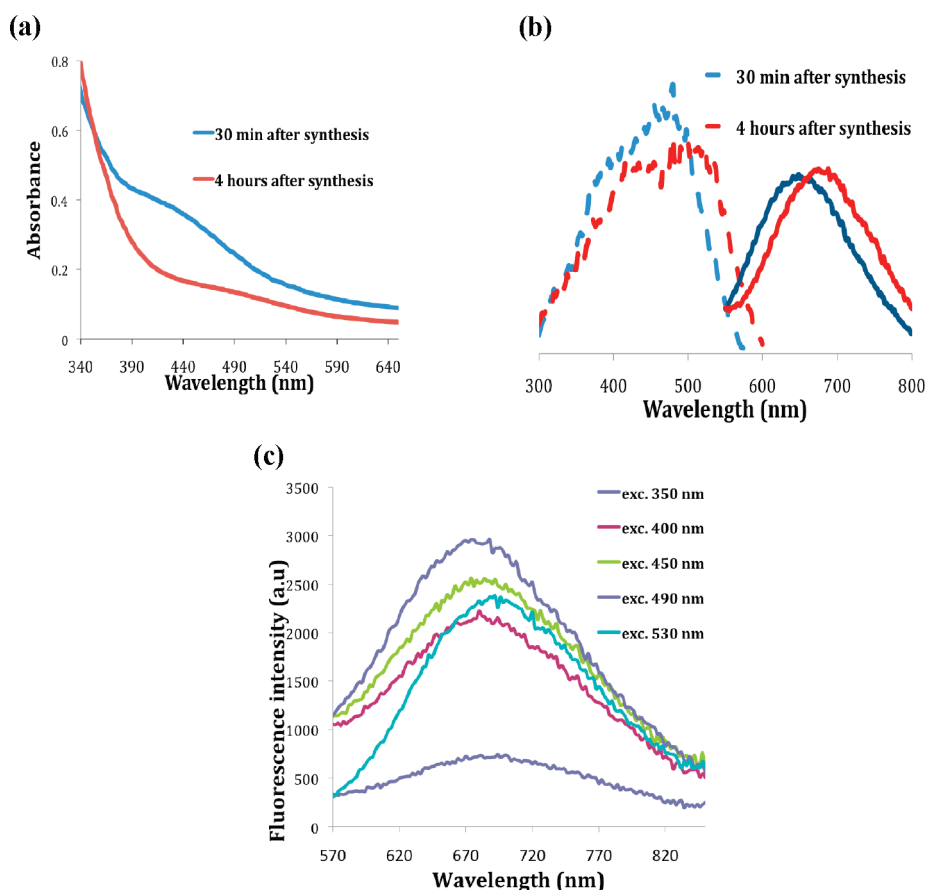 (a)
0.8
0.6
0.4
0.2
0
Absorbance
30 min after synthesis
4 hours after synthesis
340 390 440 490 540 590 640
Wavelength (nm)
(b)
30 min after synthesis
4 hours after synthesis
300 400 500 600 700 800
Wavelength (nm)
(c)
3500
3000
2500
2000
1500
1000
500
0
Fluorescence intensity (a.u)
exc. 350 nm
exc. 400 nm
exc. 450 nm
exc. 490 nm
exc. 530 nm
570 620 670 720 770 820
Wavelength (nm)